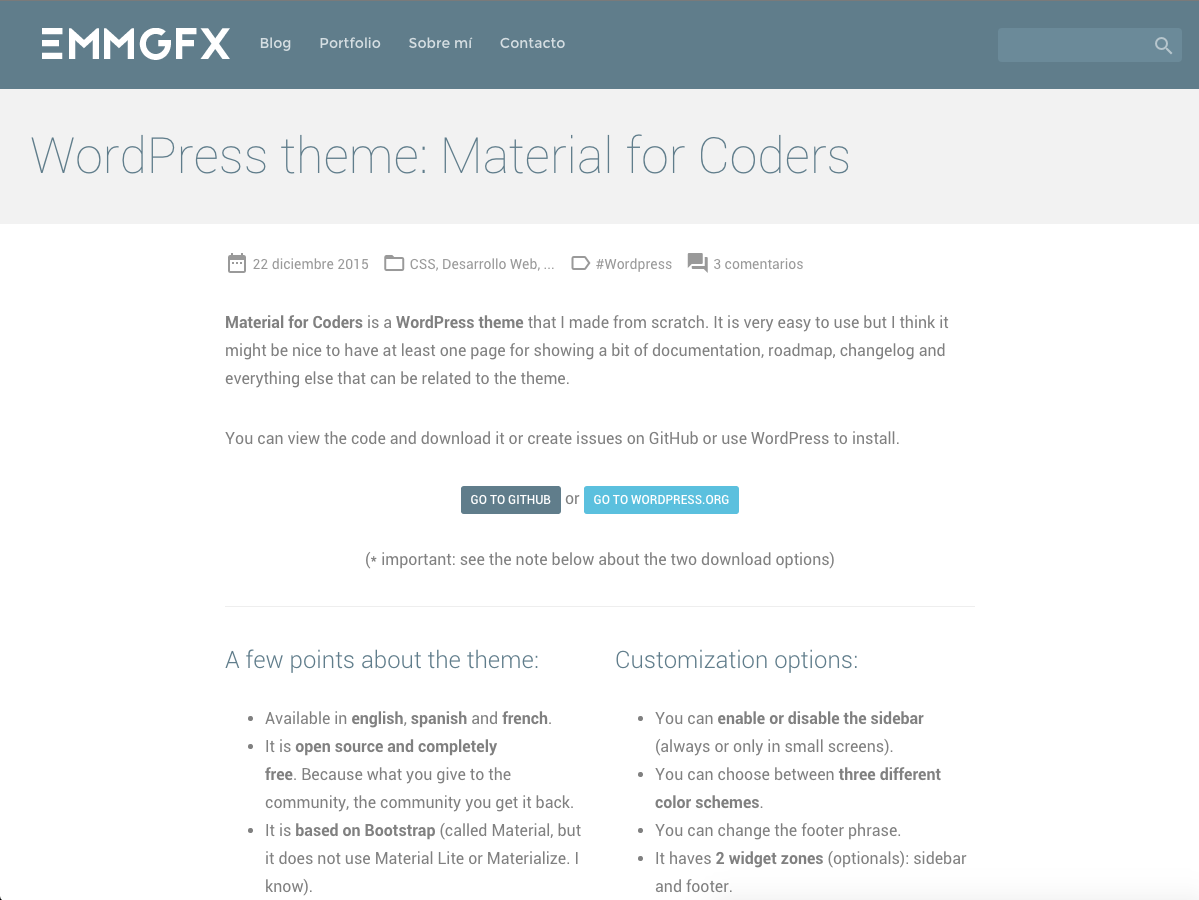 EMMGFX Blog Portfolio Sobre mí Contacto
WordPress theme: Material for Coders
22 diciembre 2015 CSS, Desarrollo Web, ... #Wordpress 3 comentarios
Material for Coders is a WordPress theme that I made from scratch. It is very easy to use but I think it
might be nice to have at least one page for showing a bit of documentation, roadmap, changelog and
everything else that can be related to the theme.
You can view the code and download it or create issues on GitHub or use WordPress to install.
GO TO GITHUB or GO TO WORDPRESS.ORG
(* important: see the note below about the two download options)
A few points about the theme:
• Available in english, spanish and french.
• It is open source and completely
free. Because what you give to the
community, the community you get it back.
• It is based on Bootstrap (called Material, but
it does not use Material Lite or Materialize. I
know).
Customization options:
• You can enable or disable the sidebar
(always or only in small screens).
• You can choose between three different
color schemes.
• You can change the footer phrase.
• It haves 2 widget zones (optionals): sidebar
and footer.